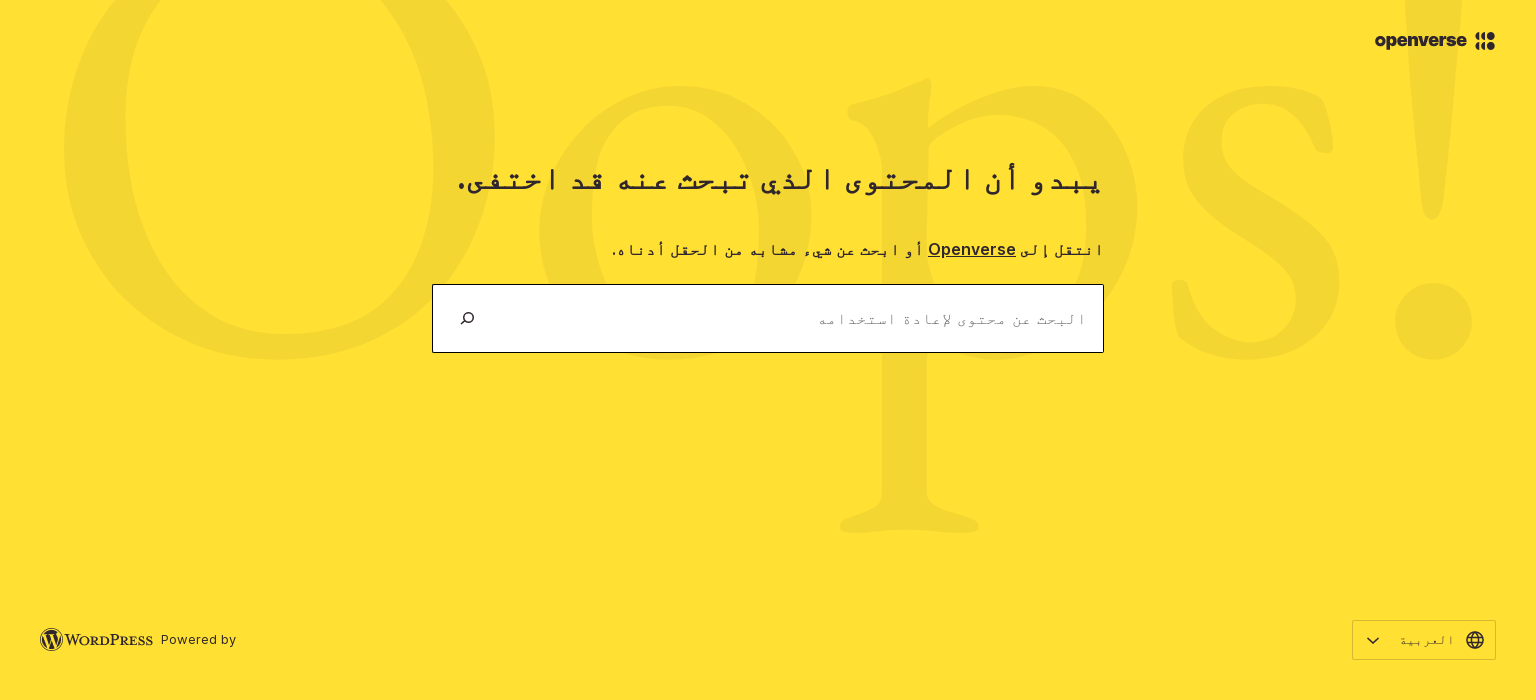 openverse
Oops!
يبدو أن المحتوى الذي تبحث عنه قد اختفى.
انتقل إلى Openverse أو ابحث عن شيء مشابه من الحقل أدناه.
البحث عن محتوى لإعادة استخدامه
العربية
Powered by WORDPRESS